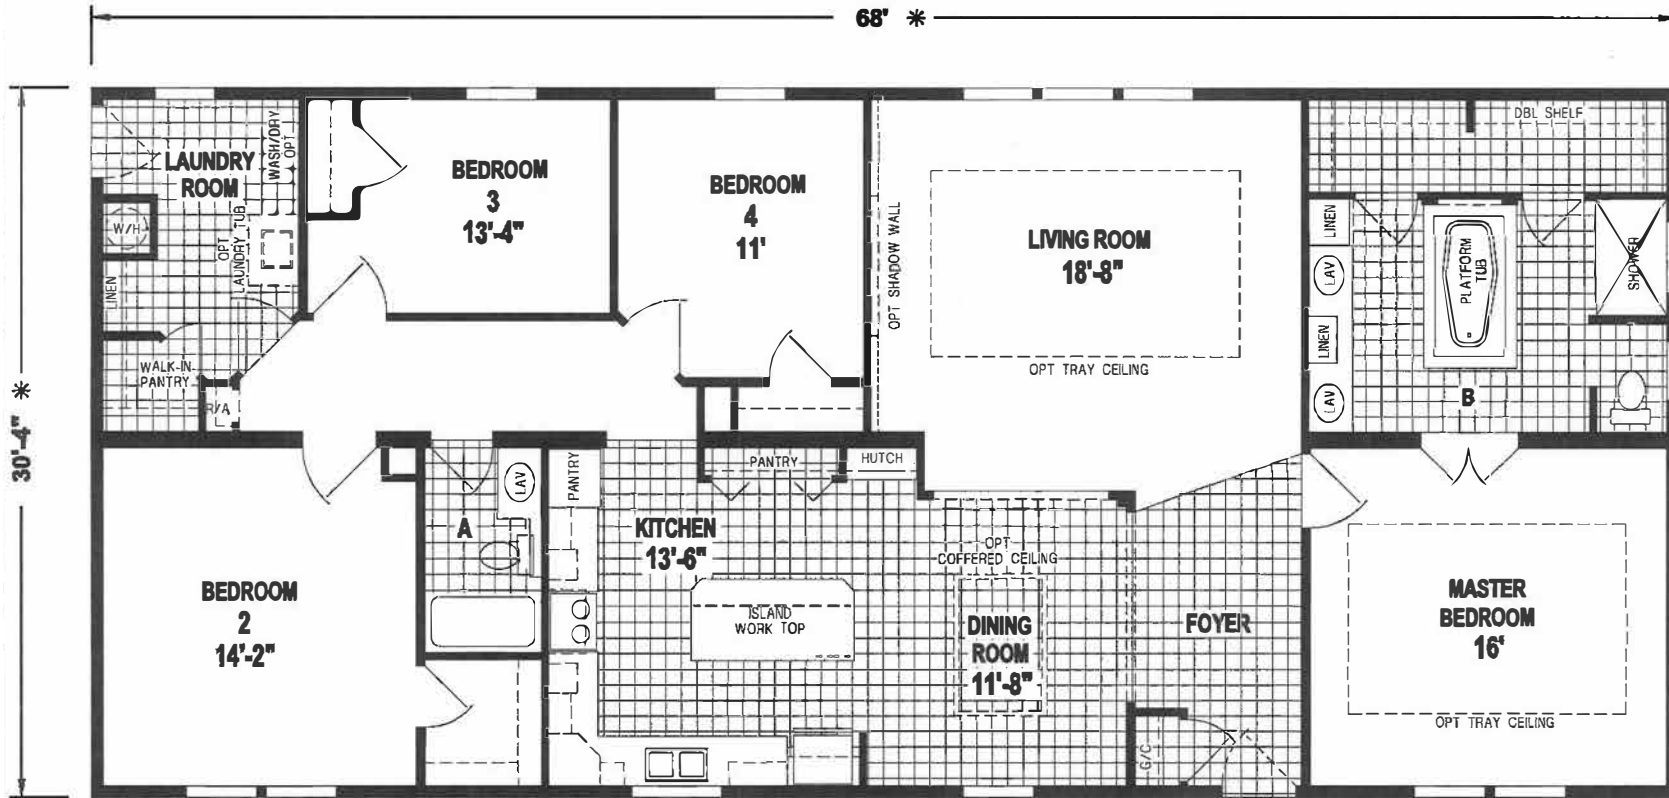 68' *
30'-4" *
LAUNDRY
ROOM
WASH/DRY
OPT
W/H
OPT
LAUNDRY TUB
LINEN
WALK-IN
PANTRY
R/A
BEDROOM
3
13'-4"
BEDROOM
4
11'
OPT SHADOW WALL
LIVING ROOM
18'-8"
OPT TRAY CEILING
DBL SHELF
LINEN
LAV
LINEN
LAV
PLATFORM
TUB
SHOWER
B
BEDROOM
2
14'-2"
A
LAV
PANTRY
KITCHEN
13'-6"
PANTRY
HUTCH
ISLAND
WORK TOP
OPT
COFFERED CEILING
DINING
ROOM
11'-8"
FOYER
G/C
MASTER
BEDROOM
16'
OPT TRAY CEILING